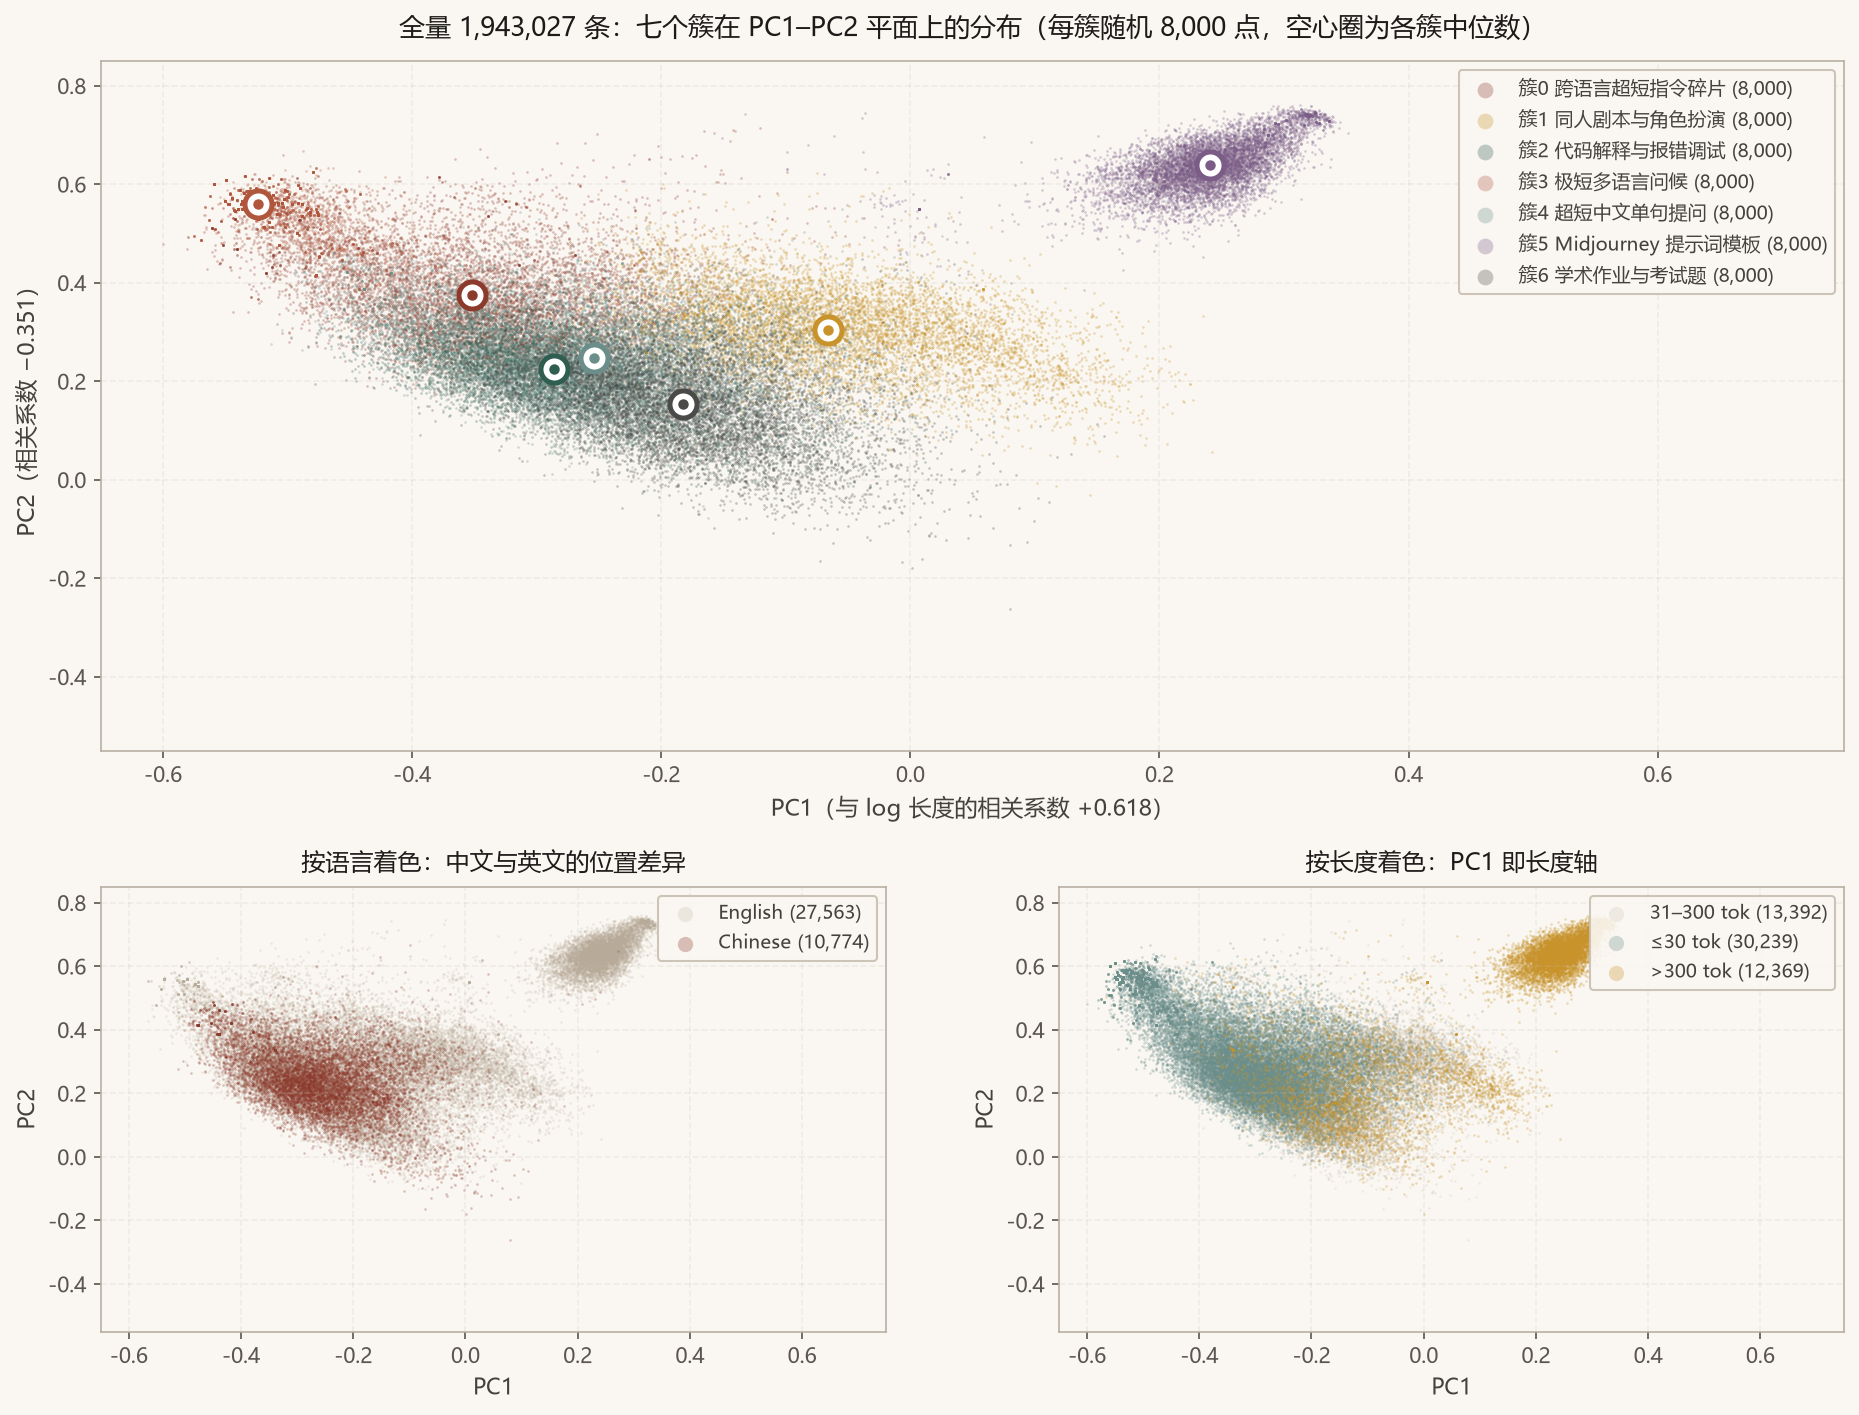 全量 1,943,027 条：七个簇在 PC1–PC2 平面上的分布（每簇随机 8,000 点，空心圈为各簇中位数）
簇0 跨语言超短指令碎片 (8,000)
簇1 同人剧本与角色扮演 (8,000)
簇2 代码解释与报错调试 (8,000)
簇3 极短多语言问候 (8,000)
簇4 超短中文单句提问 (8,000)
簇5 Midjourney 提示词模板 (8,000)
簇6 学术作业与考试题 (8,000)
PC2（相关系数 −0.351）
0.8
0.6
0.4
0.2
0.0
-0.2
-0.4
-0.6
-0.4
-0.2
0.0
0.2
0.4
0.6
PC1（与 log 长度的相关系数 +0.618）
按语言着色：中文与英文的位置差异
English (27,563)
Chinese (10,774)
PC2
0.8
0.6
0.4
0.2
0.0
-0.2
-0.4
-0.6
-0.4
-0.2
0.0
0.2
0.4
0.6
PC1
按长度着色：PC1 即长度轴
31–300 tok (13,392)
≤30 tok (30,239)
>300 tok (12,369)
PC2
0.8
0.6
0.4
0.2
0.0
-0.2
-0.4
-0.6
-0.4
-0.2
0.0
0.2
0.4
0.6
PC1